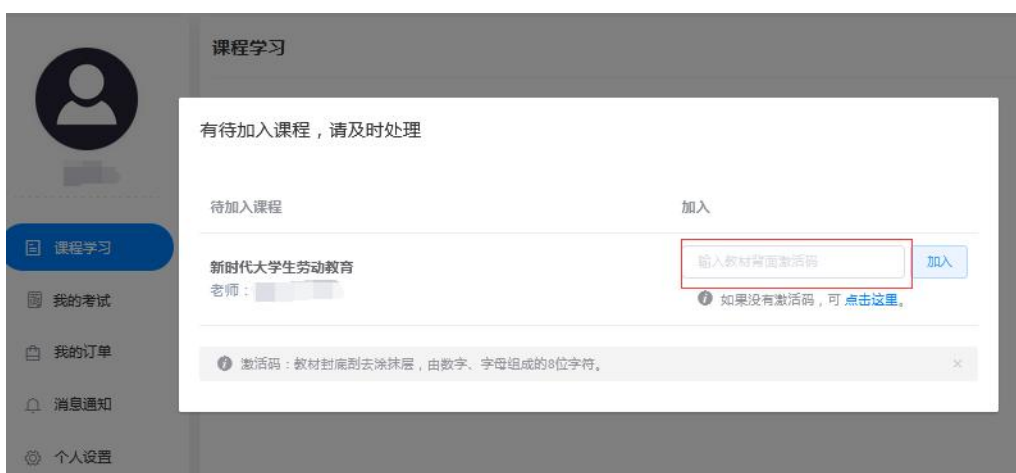 课程学习
有待加入课程，请及时处理
待加入课程
加入
课程学习
新时代大学生劳动教育
输入教材背面激活码
加入
老师：
如果没有激活码，可 点击这里。
我的考试
我的订单
激活码：教材封底刮去涂抹层，由数字、字母组成的8位字符。
消息通知
个人设置